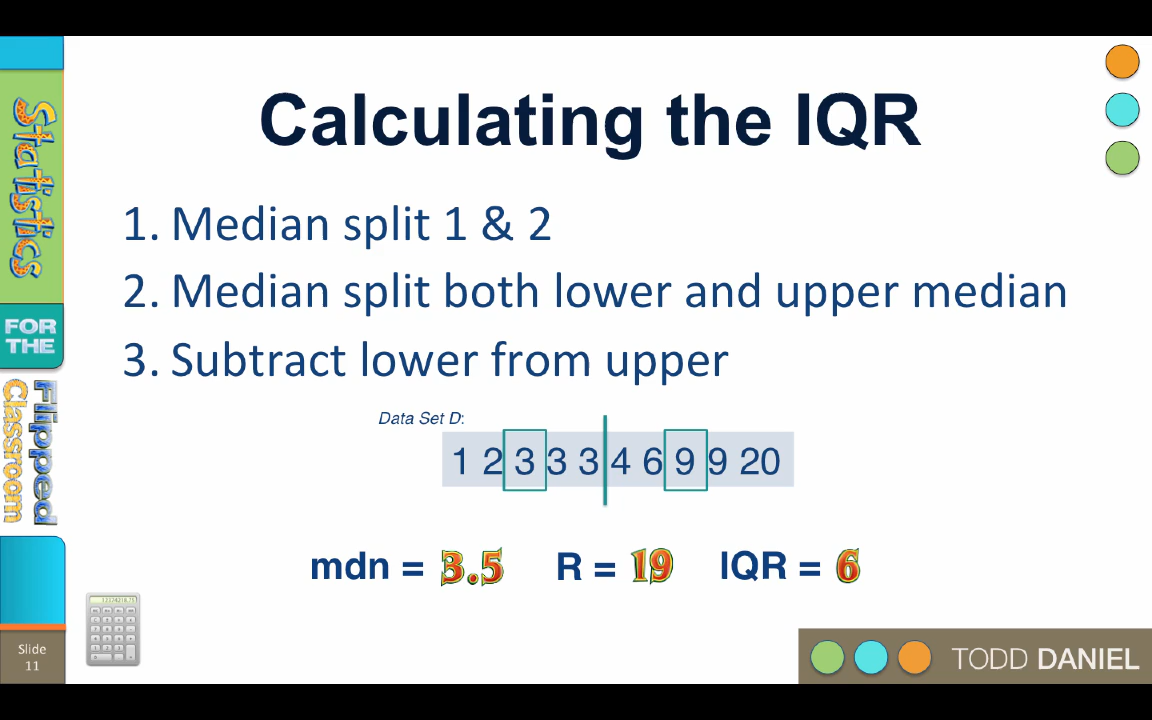 Statistics
FOR
THE
Flipped
Classroom
Slide
11
Calculating the IQR
1. Median split 1 & 2
2. Median split both lower and upper median
3. Subtract lower from upper
Data Set D:
1 2 3 3 3 4 6 9 9 20
mdn = 3.5 R = 19 IQR = 6
TODD DANIEL